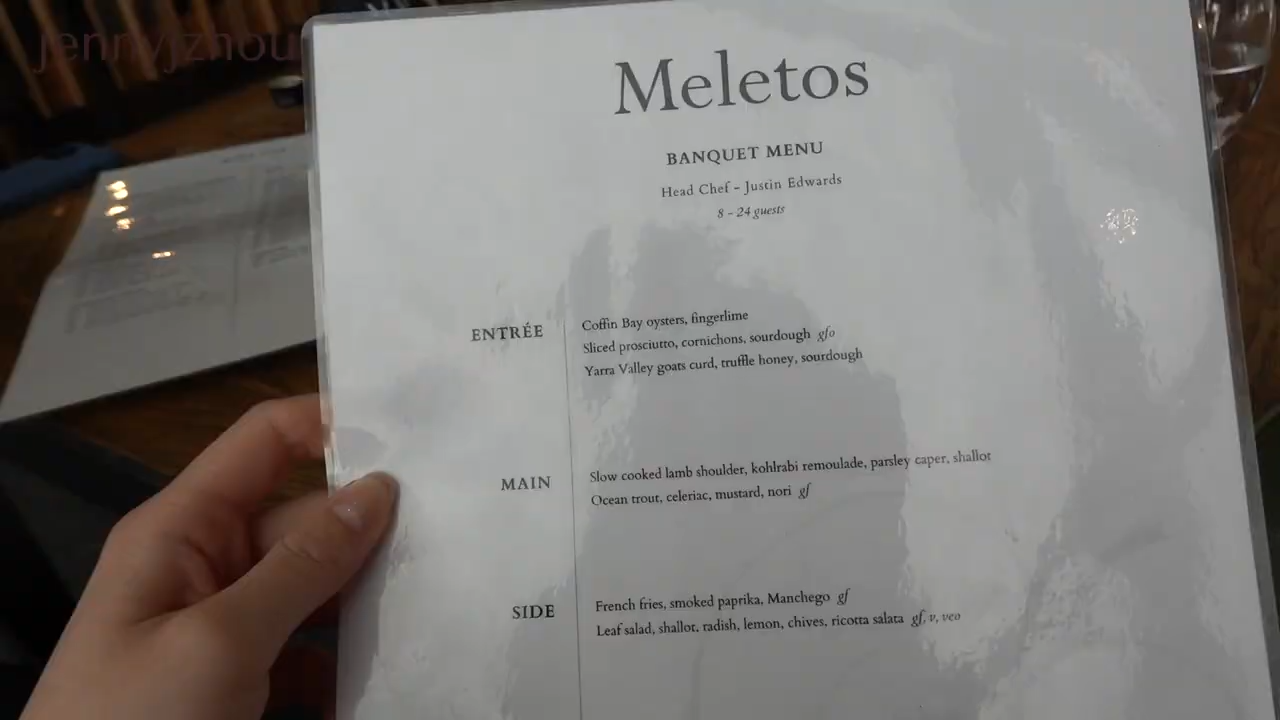 jennyjzhou
Meletos
BANQUET MENU
Head Chef - Justin Edwards
8 - 24 guests
ENTRÉE
Coffin Bay oysters, fingerlime
Sliced prosciutto, cornichons, sourdough gfo
Yarra Valley goats curd, truffle honey, sourdough
MAIN
Slow cooked lamb shoulder, kohlrabi remoulade, parsley caper, shallot
Ocean trout, celeriac, mustard, nori gf
SIDE
French fries, smoked paprika, Manchego gf
Leaf salad, shallot, radish, lemon, chives, ricotta salata gf, v, veo